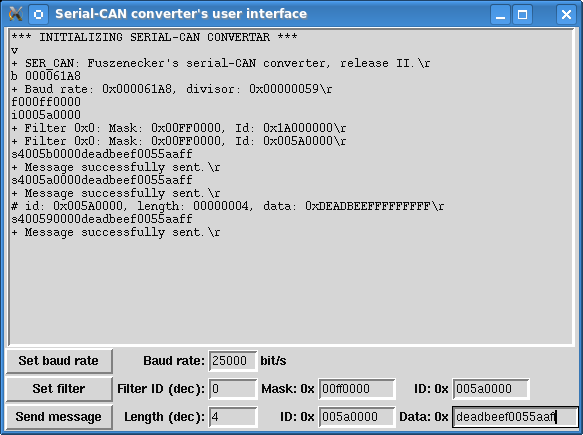 Serial-CAN converter's user interface
*** INITIALIZING SERIAL-CAN CONVERTAR ***
v
+ SER_CAN: Fuszenecker's serial-CAN converter, release II.\r
b 000061A8
+ Baud rate: 0x000061A8, divisor: 0x00000059\r
f000ff0000
i0005a0000
+ Filter 0x0: Mask: 0x00FF0000, Id: 0x1A000000\r
+ Filter 0x0: Mask: 0x00FF0000, Id: 0x005A0000\r
s4005b0000deadbeef0055aaff
+ Message successfully sent.\r
s4005a0000deadbeef0055aaff
+ Message successfully sent.\r
# id: 0x005A0000, length: 00000004, data: 0xDEADBEEFFFFFFFFF\r
s400590000deadbeef0055aaff
+ Message successfully sent.\r
Set baud rate Baud rate: 25000 bit/s
Set filter Filter ID (dec): 0 Mask: 0x 00ff0000 ID: 0x 005a0000
Send message Length (dec): 4 ID: 0x 005a0000 Data: 0x deadbeef0055aaff